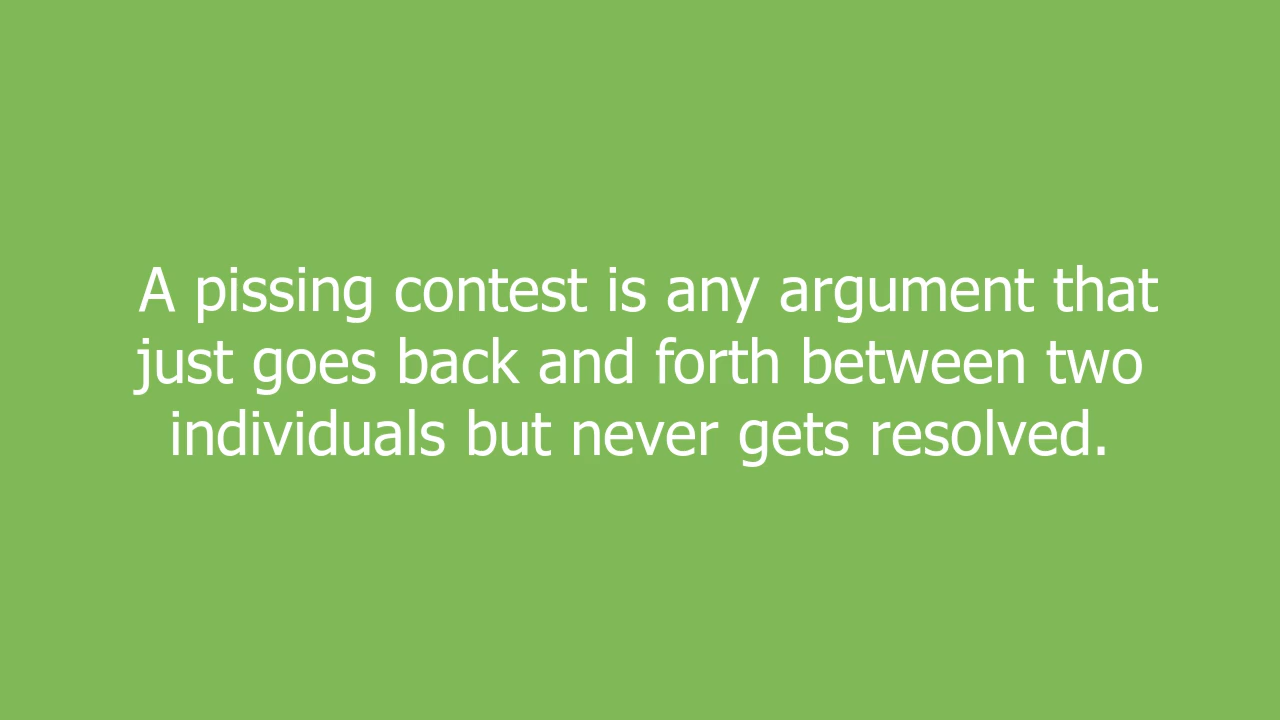 A pissing contest is any argument that
just goes back and forth between two
individuals but never gets resolved.